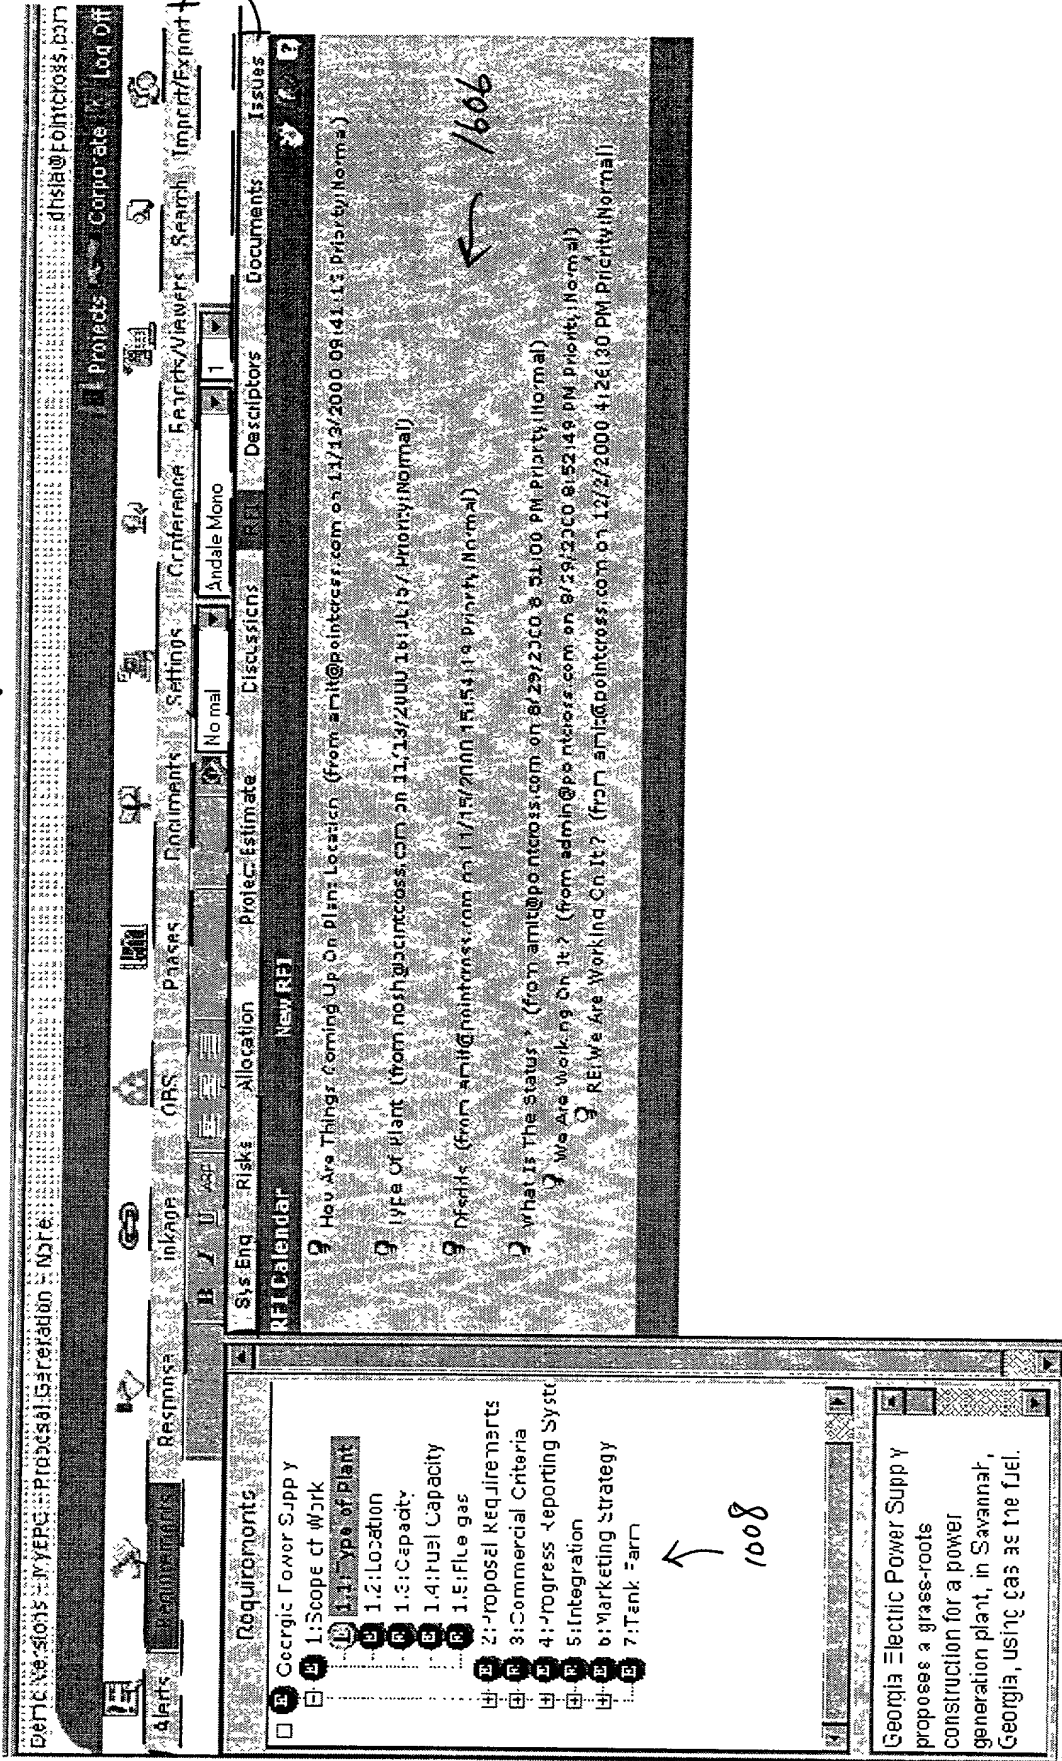 Demo Versions - MyEPC - Proposal Generation - None
dhsia@pointcross.com
Projects Corporate Log Off
Alerts Requirements Response Linkage OBS Phases Documents Settings Conference Reports/Viewers Search Import/Export
B I U ABC Normal Andale Mono 1
Sys Eng Risks Allocation Project Estimate Discussions RFI Descriptors Documents Issues
RFI Calendar New RFI ?
How Are Things Coming Up On Plant Location (from amit@pointcross.com on 11/13/2000 09:41:13 Priority:Normal)
Type Of Plant (from nosh@pointcross.com on 11/13/2000 Priority:Normal)
(from amit@pointcross.com on 11/15/2000 15:54:19 Priority:Normal)
What Is The Status? (from amit@pointcross.com on 8/29/2000 8:51:00 PM Priority:Normal)
We Are Working On It? (from admin@pointcross.com on 8/29/2000 8:52:49 PM Priority:Normal)
RE:We Are Working On It? (from amit@pointcross.com on 12/2/2000 4:26:30 PM Priority:Normal)
1606
Requirements
Georgia Power Supply
1:Scope of Work
1.1:Type of Plant
1.2:Location
1.3:Capacity
1.4:Fuel Capacity
1.5:Flue gas
2:Proposal Requirements
3:Commercial Criteria
4:Progress Reporting Syste
5:Integration
6:Marketing Strategy
7:Tank Farm
1008
Georgia Electric Power Supply
proposes a grass-roots
construction for a power
generation plant, in Savannah,
Georgia, using gas as the fuel.